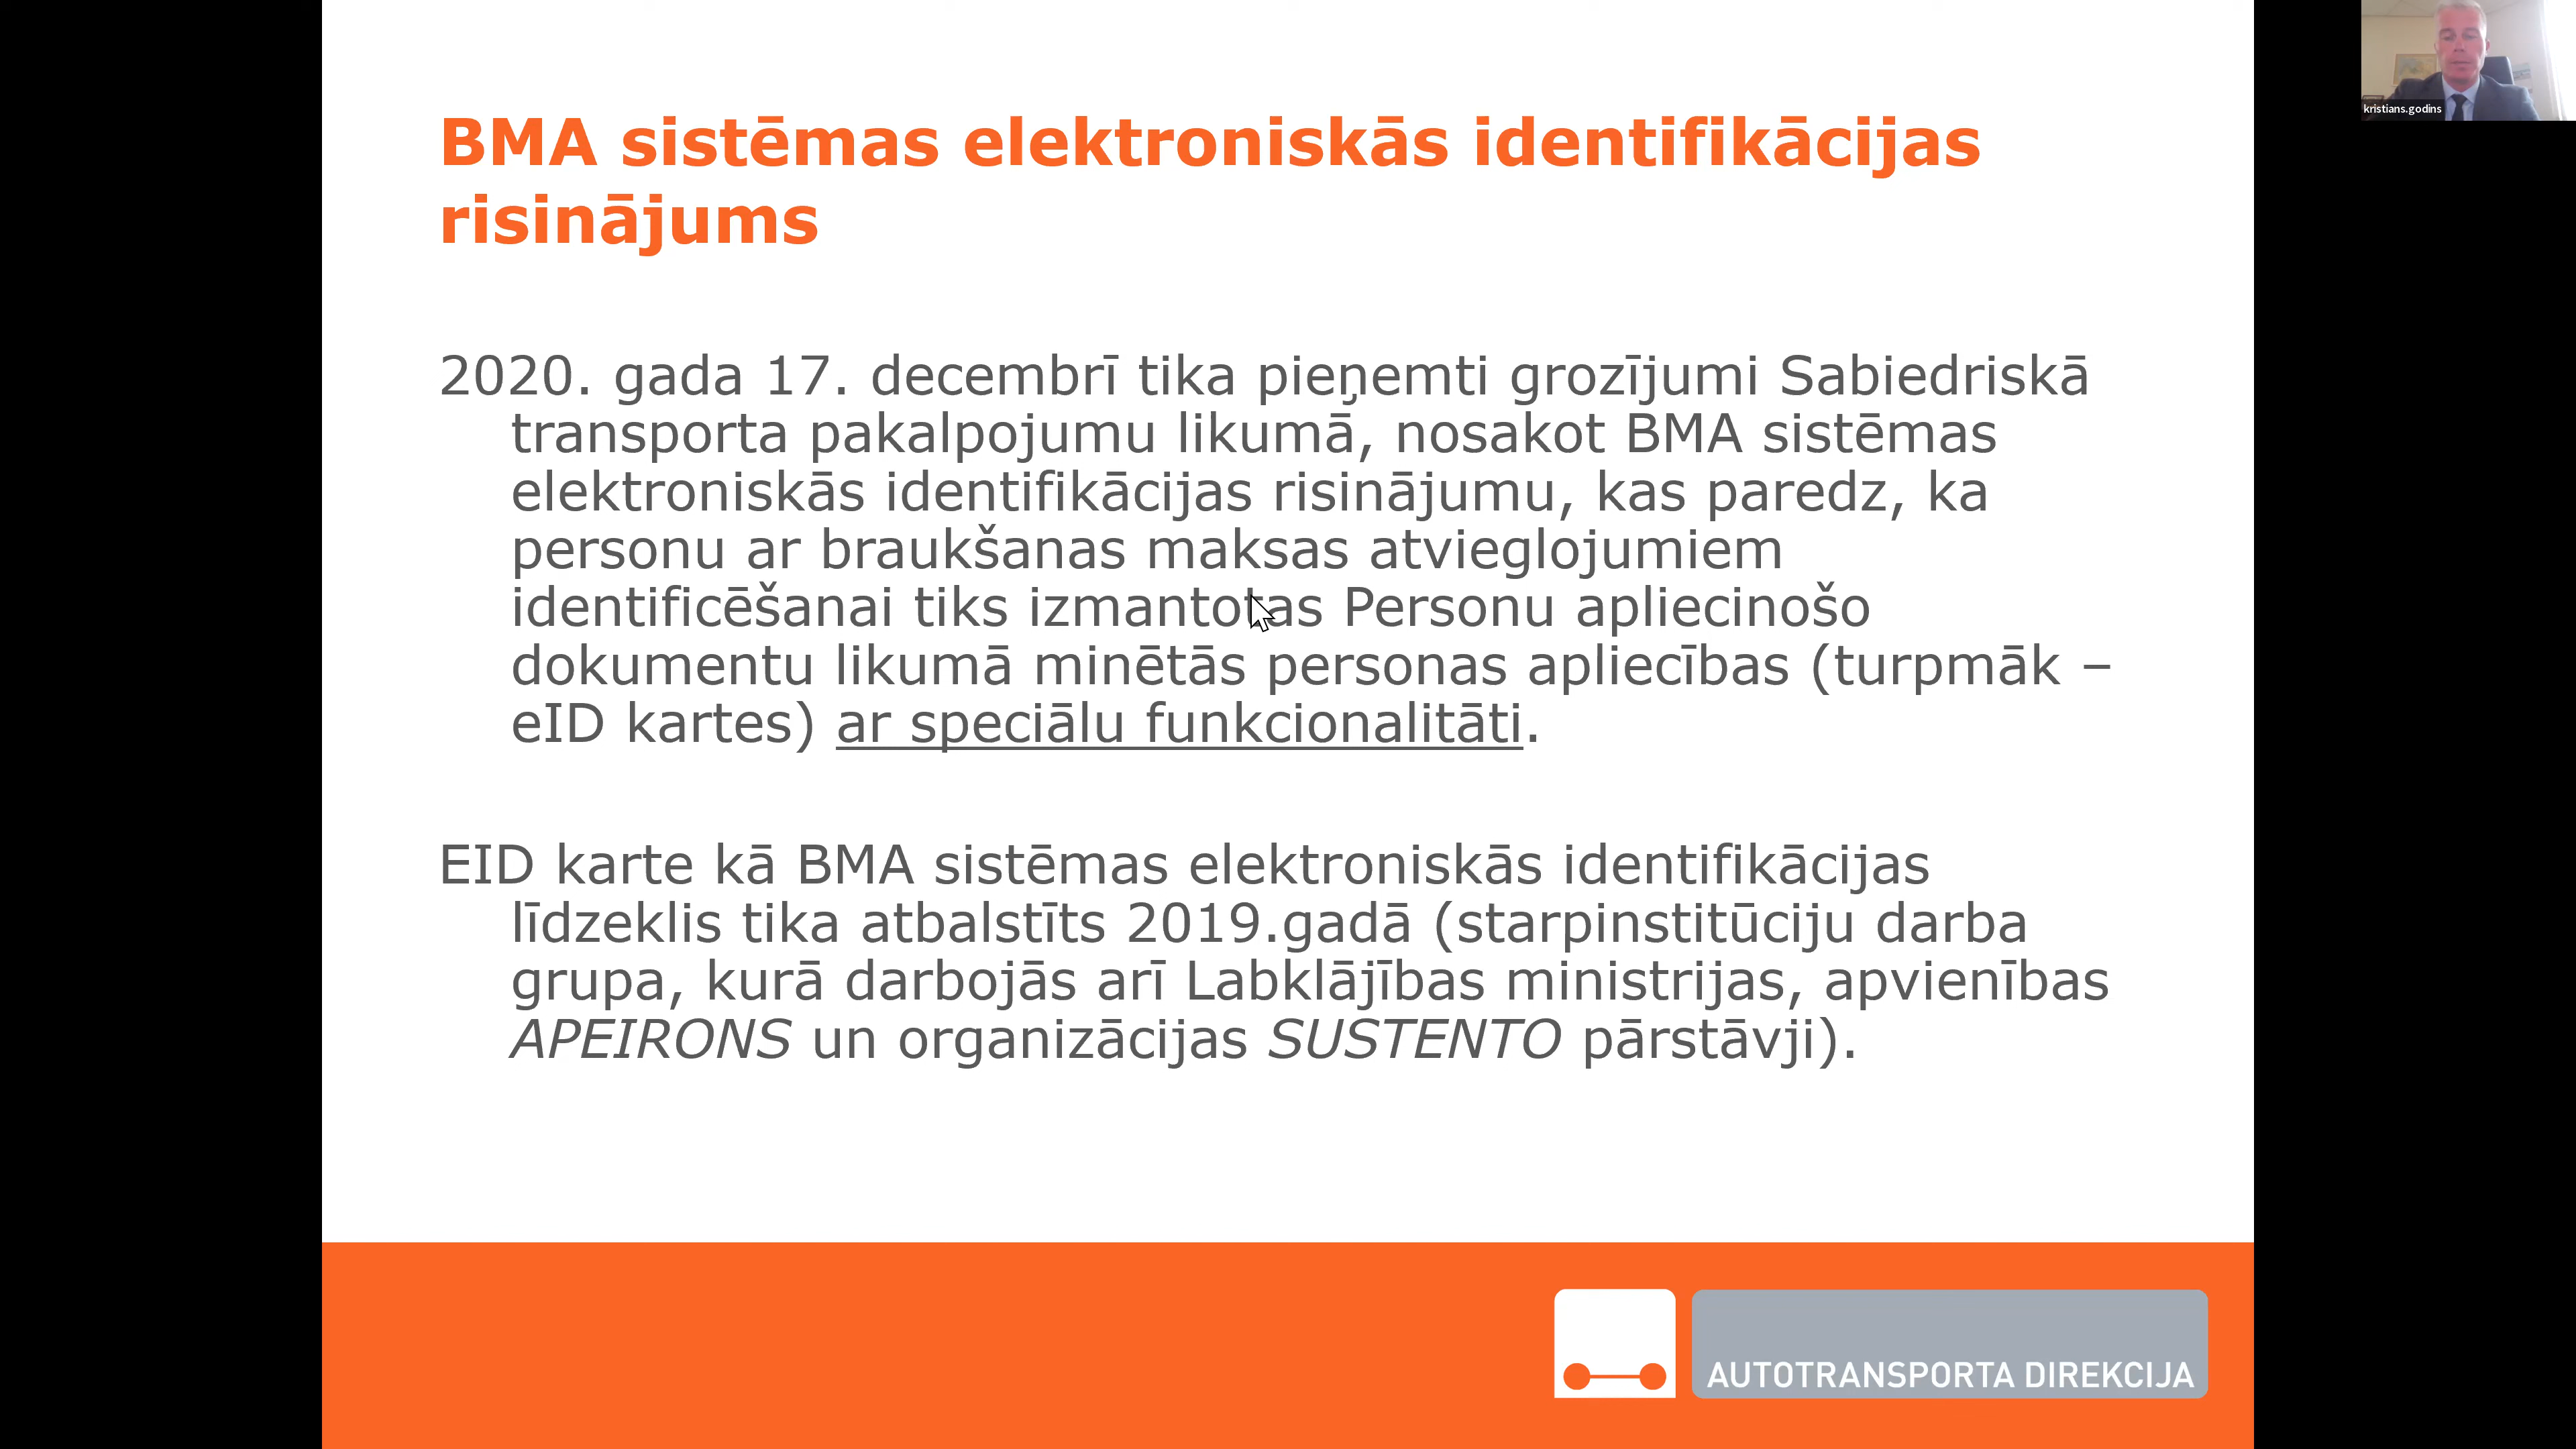 BMA sistēmas elektroniskās identifikācijas
risinājums
kristians.godins
2020. gada 17. decembrī tika pieņemti grozījumi Sabiedriskā
transporta pakalpojumu likumā, nosakot BMA sistēmas
elektroniskās identifikācijas risinājumu, kas paredz, ka
personu ar braukšanas maksas atvieglojumiem
identificēšanai tiks izmantotas Personu apliecinošo
dokumentu likumā minētās personas apliecības (turpmāk –
eID kartes) ar speciālu funkcionalitāti.
EID karte kā BMA sistēmas elektroniskās identifikācijas
līdzeklis tika atbalstīts 2019.gadā (starpinstitūciju darba
grupa, kurā darbojās arī Labklājības ministrijas, apvienības
APEIRONS un organizācijas SUSTENTO pārstāvji).
AUTOTRANSPORTA DIREKCIJA